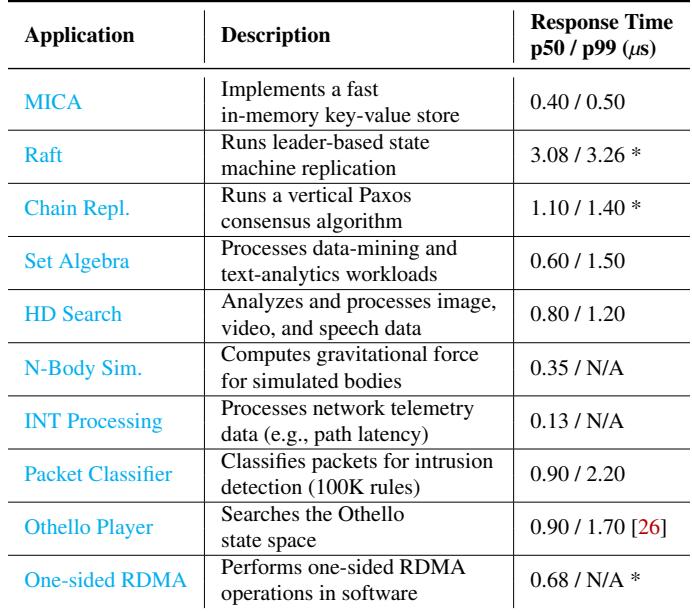 Application Description Response Time
p50 / p99 (μs)
MICA Implements a fast
in-memory key-value store 0.40 / 0.50
Raft Runs leader-based state
machine replication 3.08 / 3.26 *
Chain Repl. Runs a vertical Paxos
consensus algorithm 1.10 / 1.40 *
Set Algebra Processes data-mining and
text-analytics workloads 0.60 / 1.50
HD Search Analyzes and processes image,
video, and speech data 0.80 / 1.20
N-Body Sim. Computes gravitational force
for simulated bodies 0.35 / N/A
INT Processing Processes network telemetry
data (e.g., path latency) 0.13 / N/A
Packet Classifier Classifies packets for intrusion
detection (100K rules) 0.90 / 2.20
Othello Player Searches the Othello
state space 0.90 / 1.70 [26]
One-sided RDMA Performs one-sided RDMA
operations in software 0.68 / N/A *